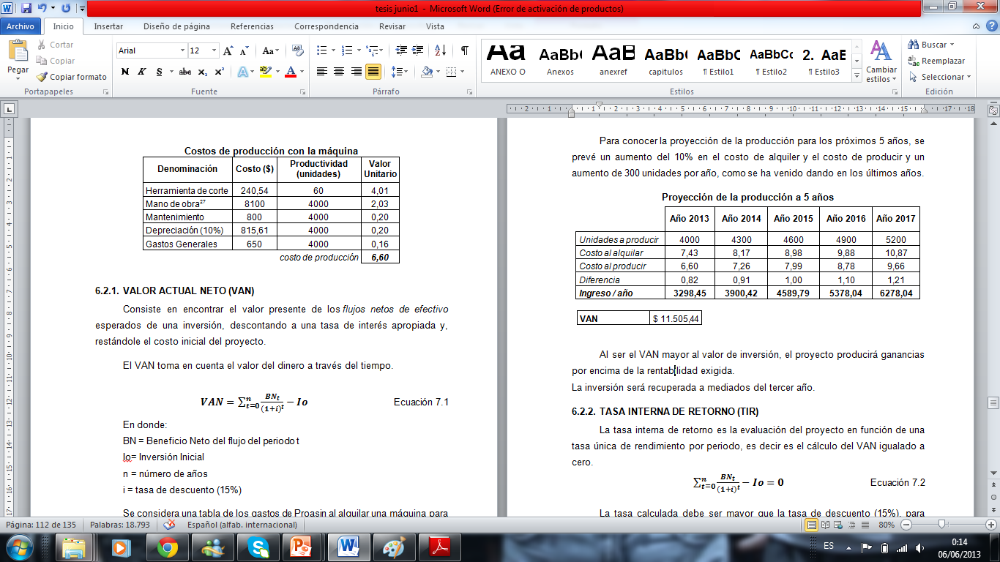 tesis junio1 - Microsoft Word (Error de activación de productos)
Archivo Inicio Insertar Diseño de página Referencias Correspondencia Revisar Vista
Pegar
Cortar
Copiar
Copiar formato
Portapapeles
Arial 12
N K S abc x₂ x²
Fuente
Párrafo
ANEXO O
Anexos
anexref
capitulos
¶ Estilo1
¶ Estilo2
¶ Estilo3
Estilos
Cambiar estilos
Buscar
Reemplazar
Seleccionar
Edición
Costos de producción con la máquina
Denominación Costo ($) Productividad (unidades) Valor Unitario
Herramienta de corte 240,54 60 4,01
Mano de obra²⁷ 8100 4000 2,03
Mantenimiento 800 4000 0,20
Depreciación (10%) 815,61 4000 0,20
Gastos Generales 650 4000 0,16
costo de producción 6,60
6.2.1. VALOR ACTUAL NETO (VAN)
Consiste en encontrar el valor presente de los flujos netos de efectivo
esperados de una inversión, descontando a una tasa de interés apropiada y,
restándole el costo inicial del proyecto.
El VAN toma en cuenta el valor del dinero a través del tiempo.
VAN = ∑ⁿₜ₌₀ BNₜ/(1+i)ᵗ − Io Ecuación 7.1
En donde:
BN = Beneficio Neto del flujo del periodo t
Io= Inversión Inicial
n = número de años
i = tasa de descuento (15%)
Se considera una tabla de los gastos de Proasin al alquilar una máquina para
Para conocer la proyección de la producción para los próximos 5 años, se
prevé un aumento del 10% en el costo de alquiler y el costo de producir y un
aumento de 300 unidades por año, como se ha venido dando en los últimos años.
Proyección de la producción a 5 años
Año 2013 Año 2014 Año 2015 Año 2016 Año 2017
Unidades a producir 4000 4300 4600 4900 5200
Costo al alquilar 7,43 8,17 8,98 9,88 10,87
Costo al producir 6,60 7,26 7,99 8,78 9,66
Diferencia 0,82 0,91 1,00 1,10 1,21
Ingreso / año 3298,45 3900,42 4589,79 5378,04 6278,04
VAN $ 11.505,44
Al ser el VAN mayor al valor de inversión, el proyecto producirá ganancias
por encima de la rentabilidad exigida.
La inversión será recuperada a mediados del tercer año.
6.2.2. TASA INTERNA DE RETORNO (TIR)
La tasa interna de retorno es la evaluación del proyecto en función de una
tasa única de rendimiento por periodo, es decir es el cálculo del VAN igualado a
cero.
∑ⁿₜ₌₀ BNₜ/(1+i)ᵗ − Io = 0 Ecuación 7.2
La tasa calculada debe ser mayor que la tasa de descuento (15%), para
Página: 112 de 135 Palabras: 18.793 Español (alfab. internacional) 80%
ES 0:14
06/06/2013